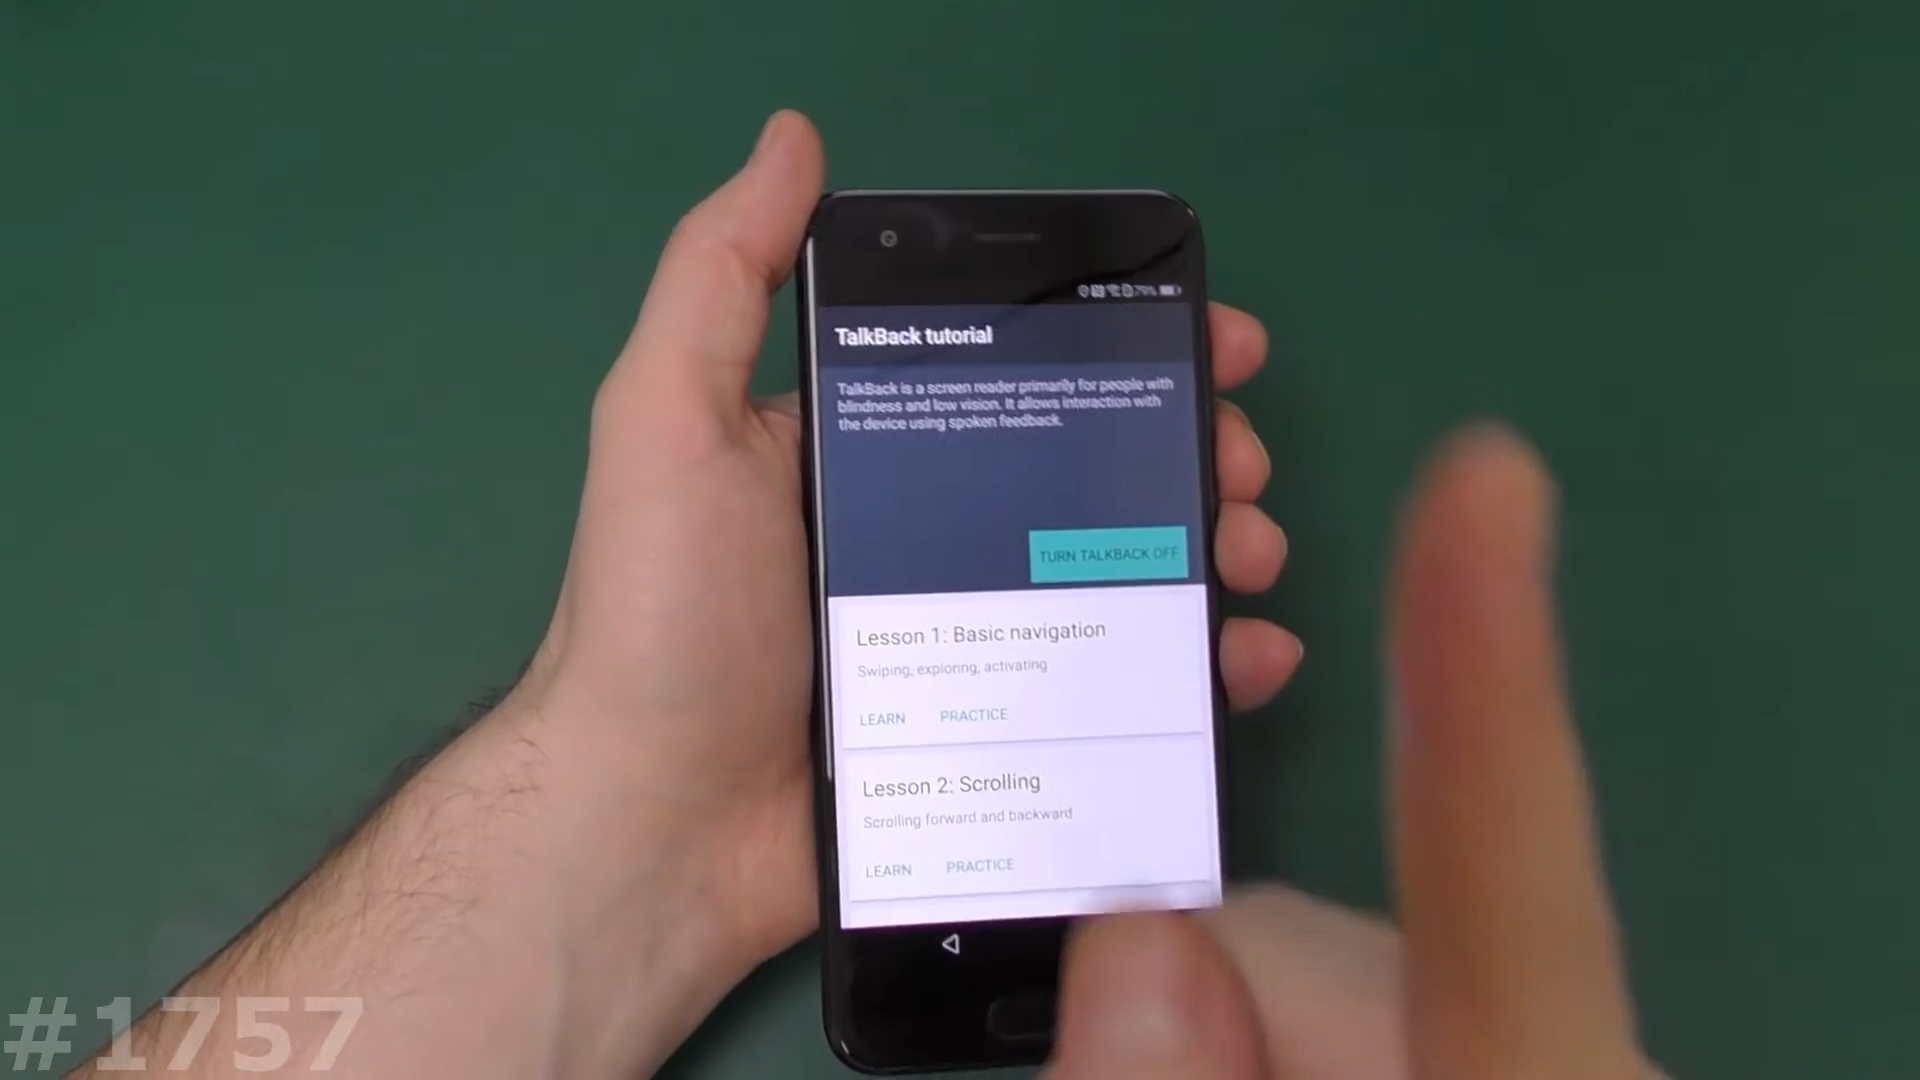 79%
TalkBack tutorial
TalkBack is a screen reader primarily for people with
blindness and low vision. It allows interaction with
the device using spoken feedback.
TURN TALKBACK OFF
Lesson 1: Basic navigation
Swiping, exploring, activating
LEARN PRACTICE
Lesson 2: Scrolling
Scrolling forward and backward
LEARN PRACTICE
#1757